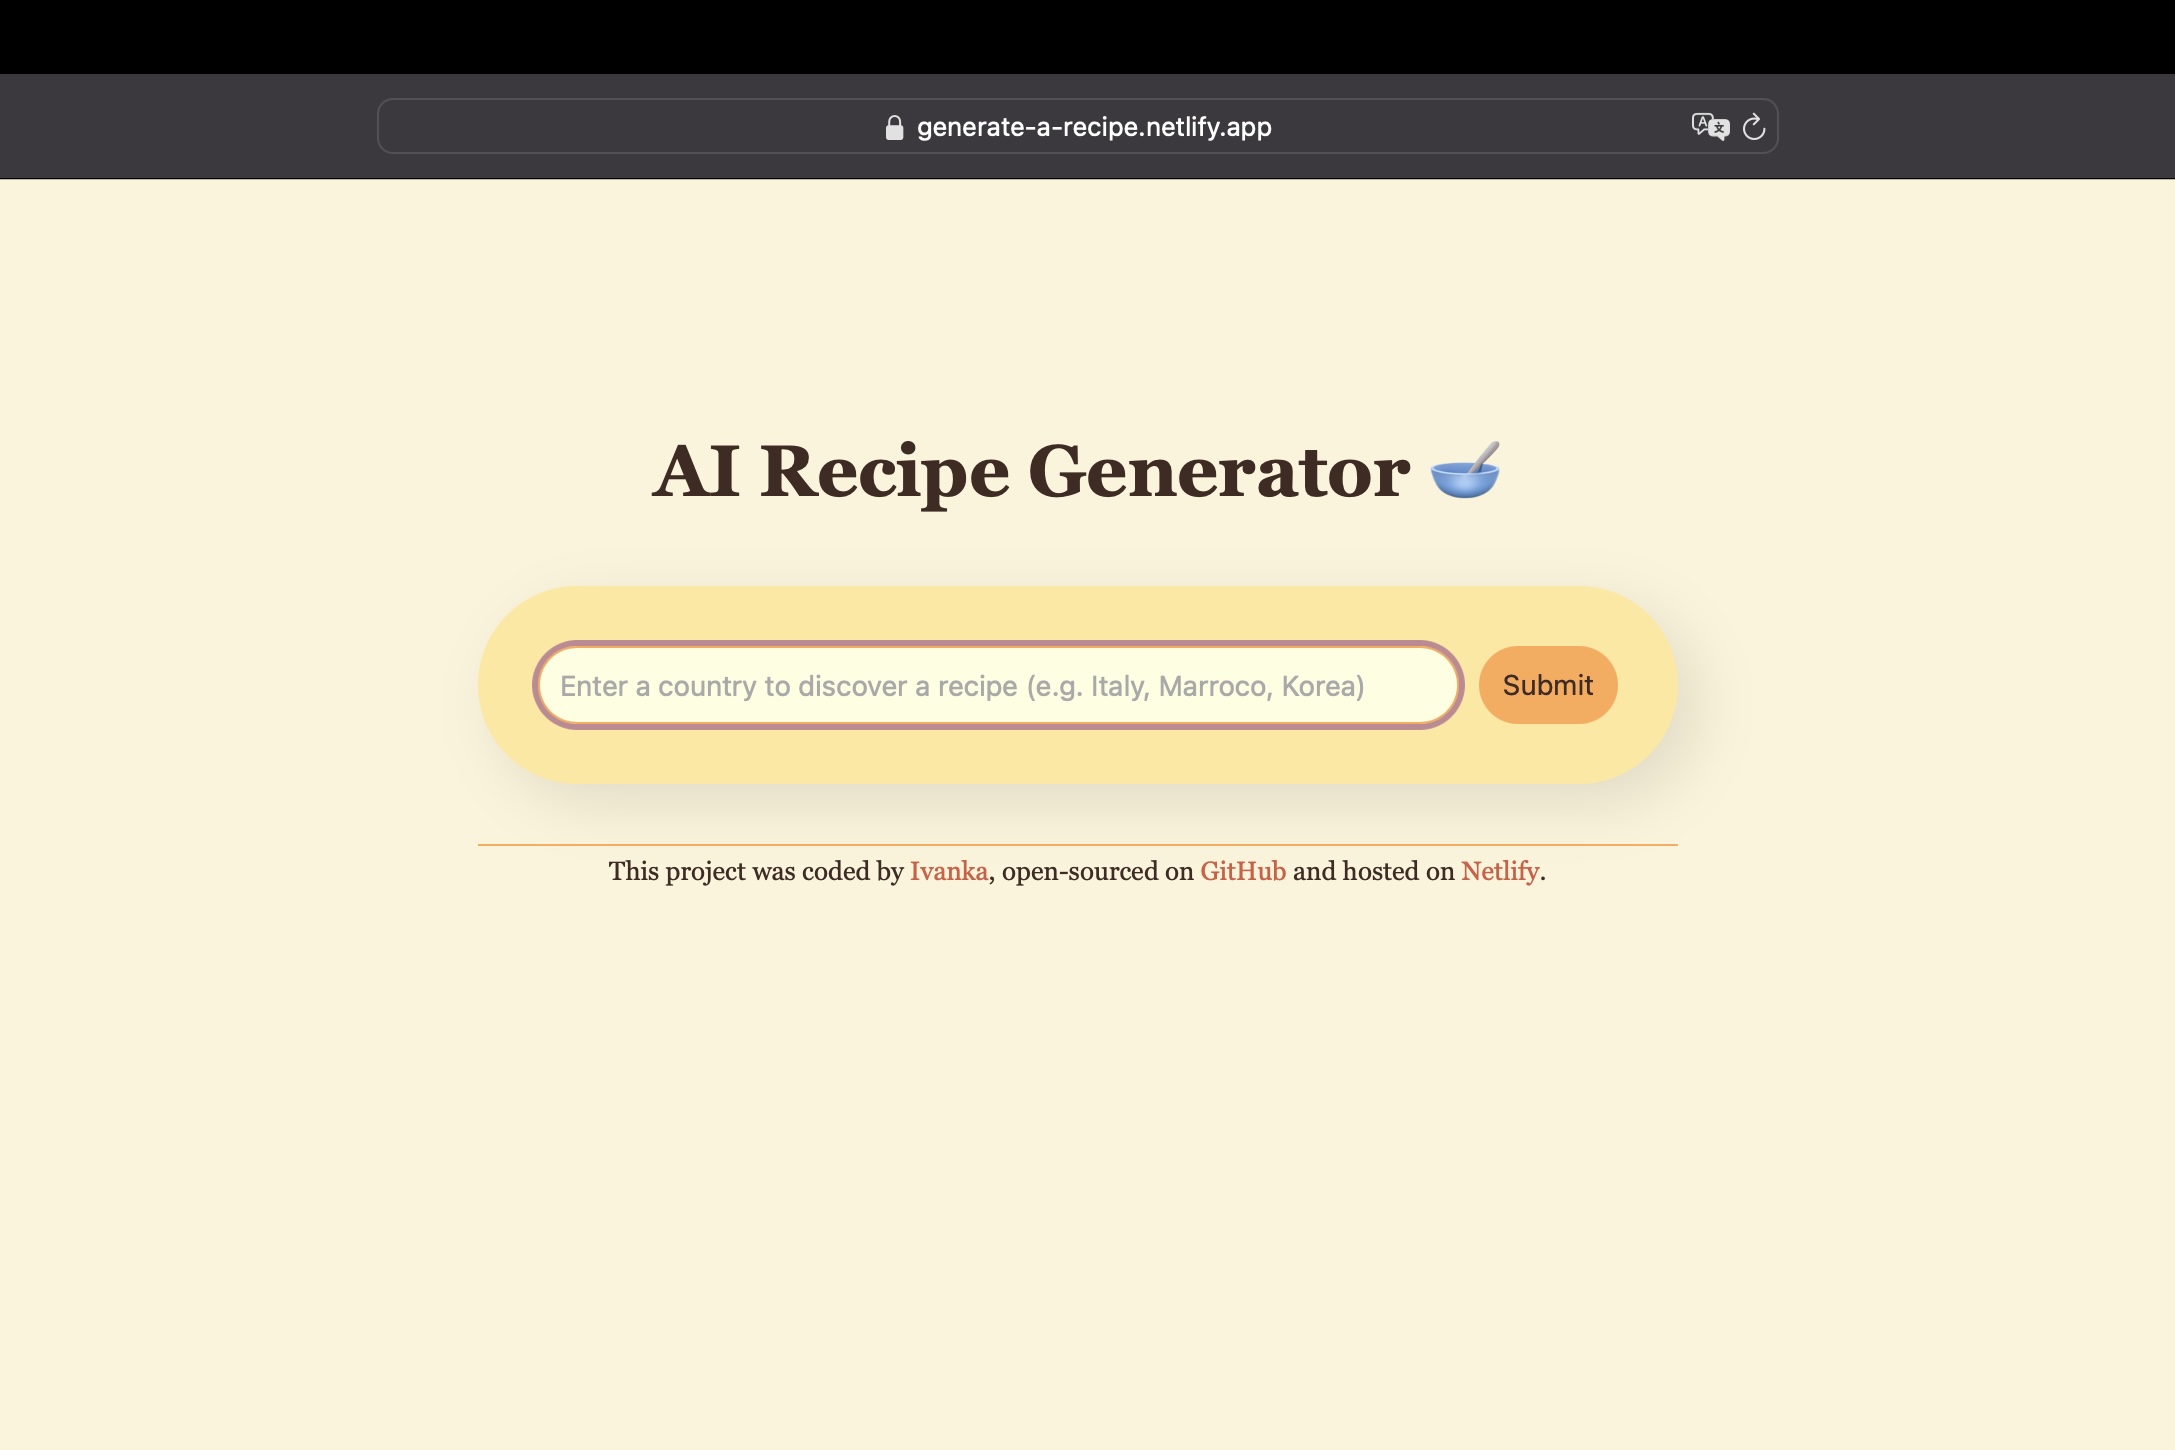 generate-a-recipe.netlify.app
AI Recipe Generator
Enter a country to discover a recipe (e.g. Italy, Marroco, Korea)
Submit
This project was coded by Ivanka, open-sourced on GitHub and hosted on Netlify.